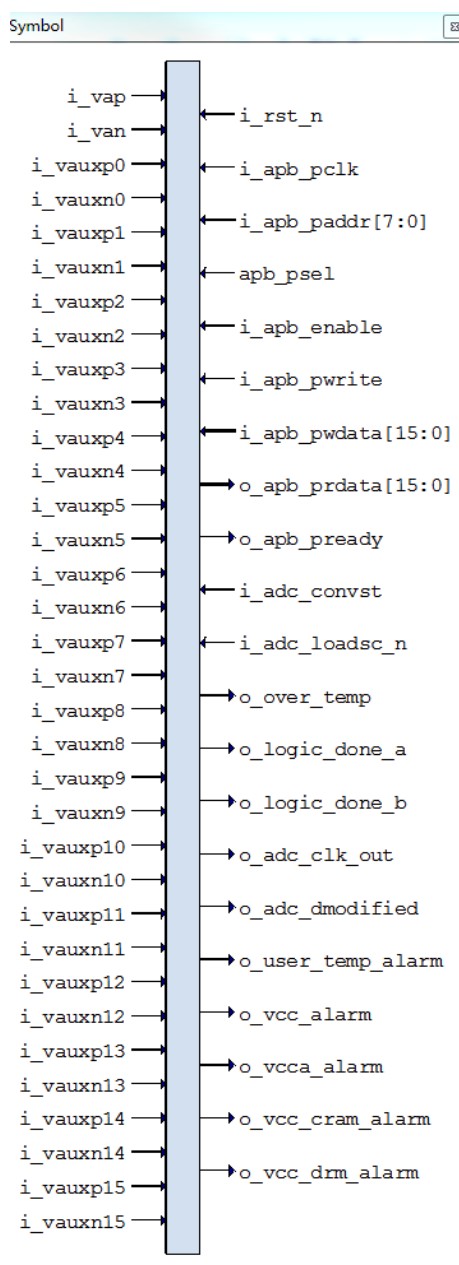 Symbol
i_vap
i_van
i_vauxp0
i_vauxn0
i_vauxp1
i_vauxn1
i_vauxp2
i_vauxn2
i_vauxp3
i_vauxn3
i_vauxp4
i_vauxn4
i_vauxp5
i_vauxn5
i_vauxp6
i_vauxn6
i_vauxp7
i_vauxn7
i_vauxp8
i_vauxn8
i_vauxp9
i_vauxn9
i_vauxp10
i_vauxn10
i_vauxp11
i_vauxn11
i_vauxp12
i_vauxn12
i_vauxp13
i_vauxn13
i_vauxp14
i_vauxn14
i_vauxp15
i_vauxn15
i_rst_n
i_apb_pclk
i_apb_paddr[7:0]
apb_psel
i_apb_enable
i_apb_pwrite
i_apb_pwdata[15:0]
o_apb_prdata[15:0]
o_apb_pready
i_adc_convst
i_adc_loadsc_n
o_over_temp
o_logic_done_a
o_logic_done_b
o_adc_clk_out
o_adc_dmodified
o_user_temp_alarm
o_vcc_alarm
o_vcca_alarm
o_vcc_cram_alarm
o_vcc_drm_alarm